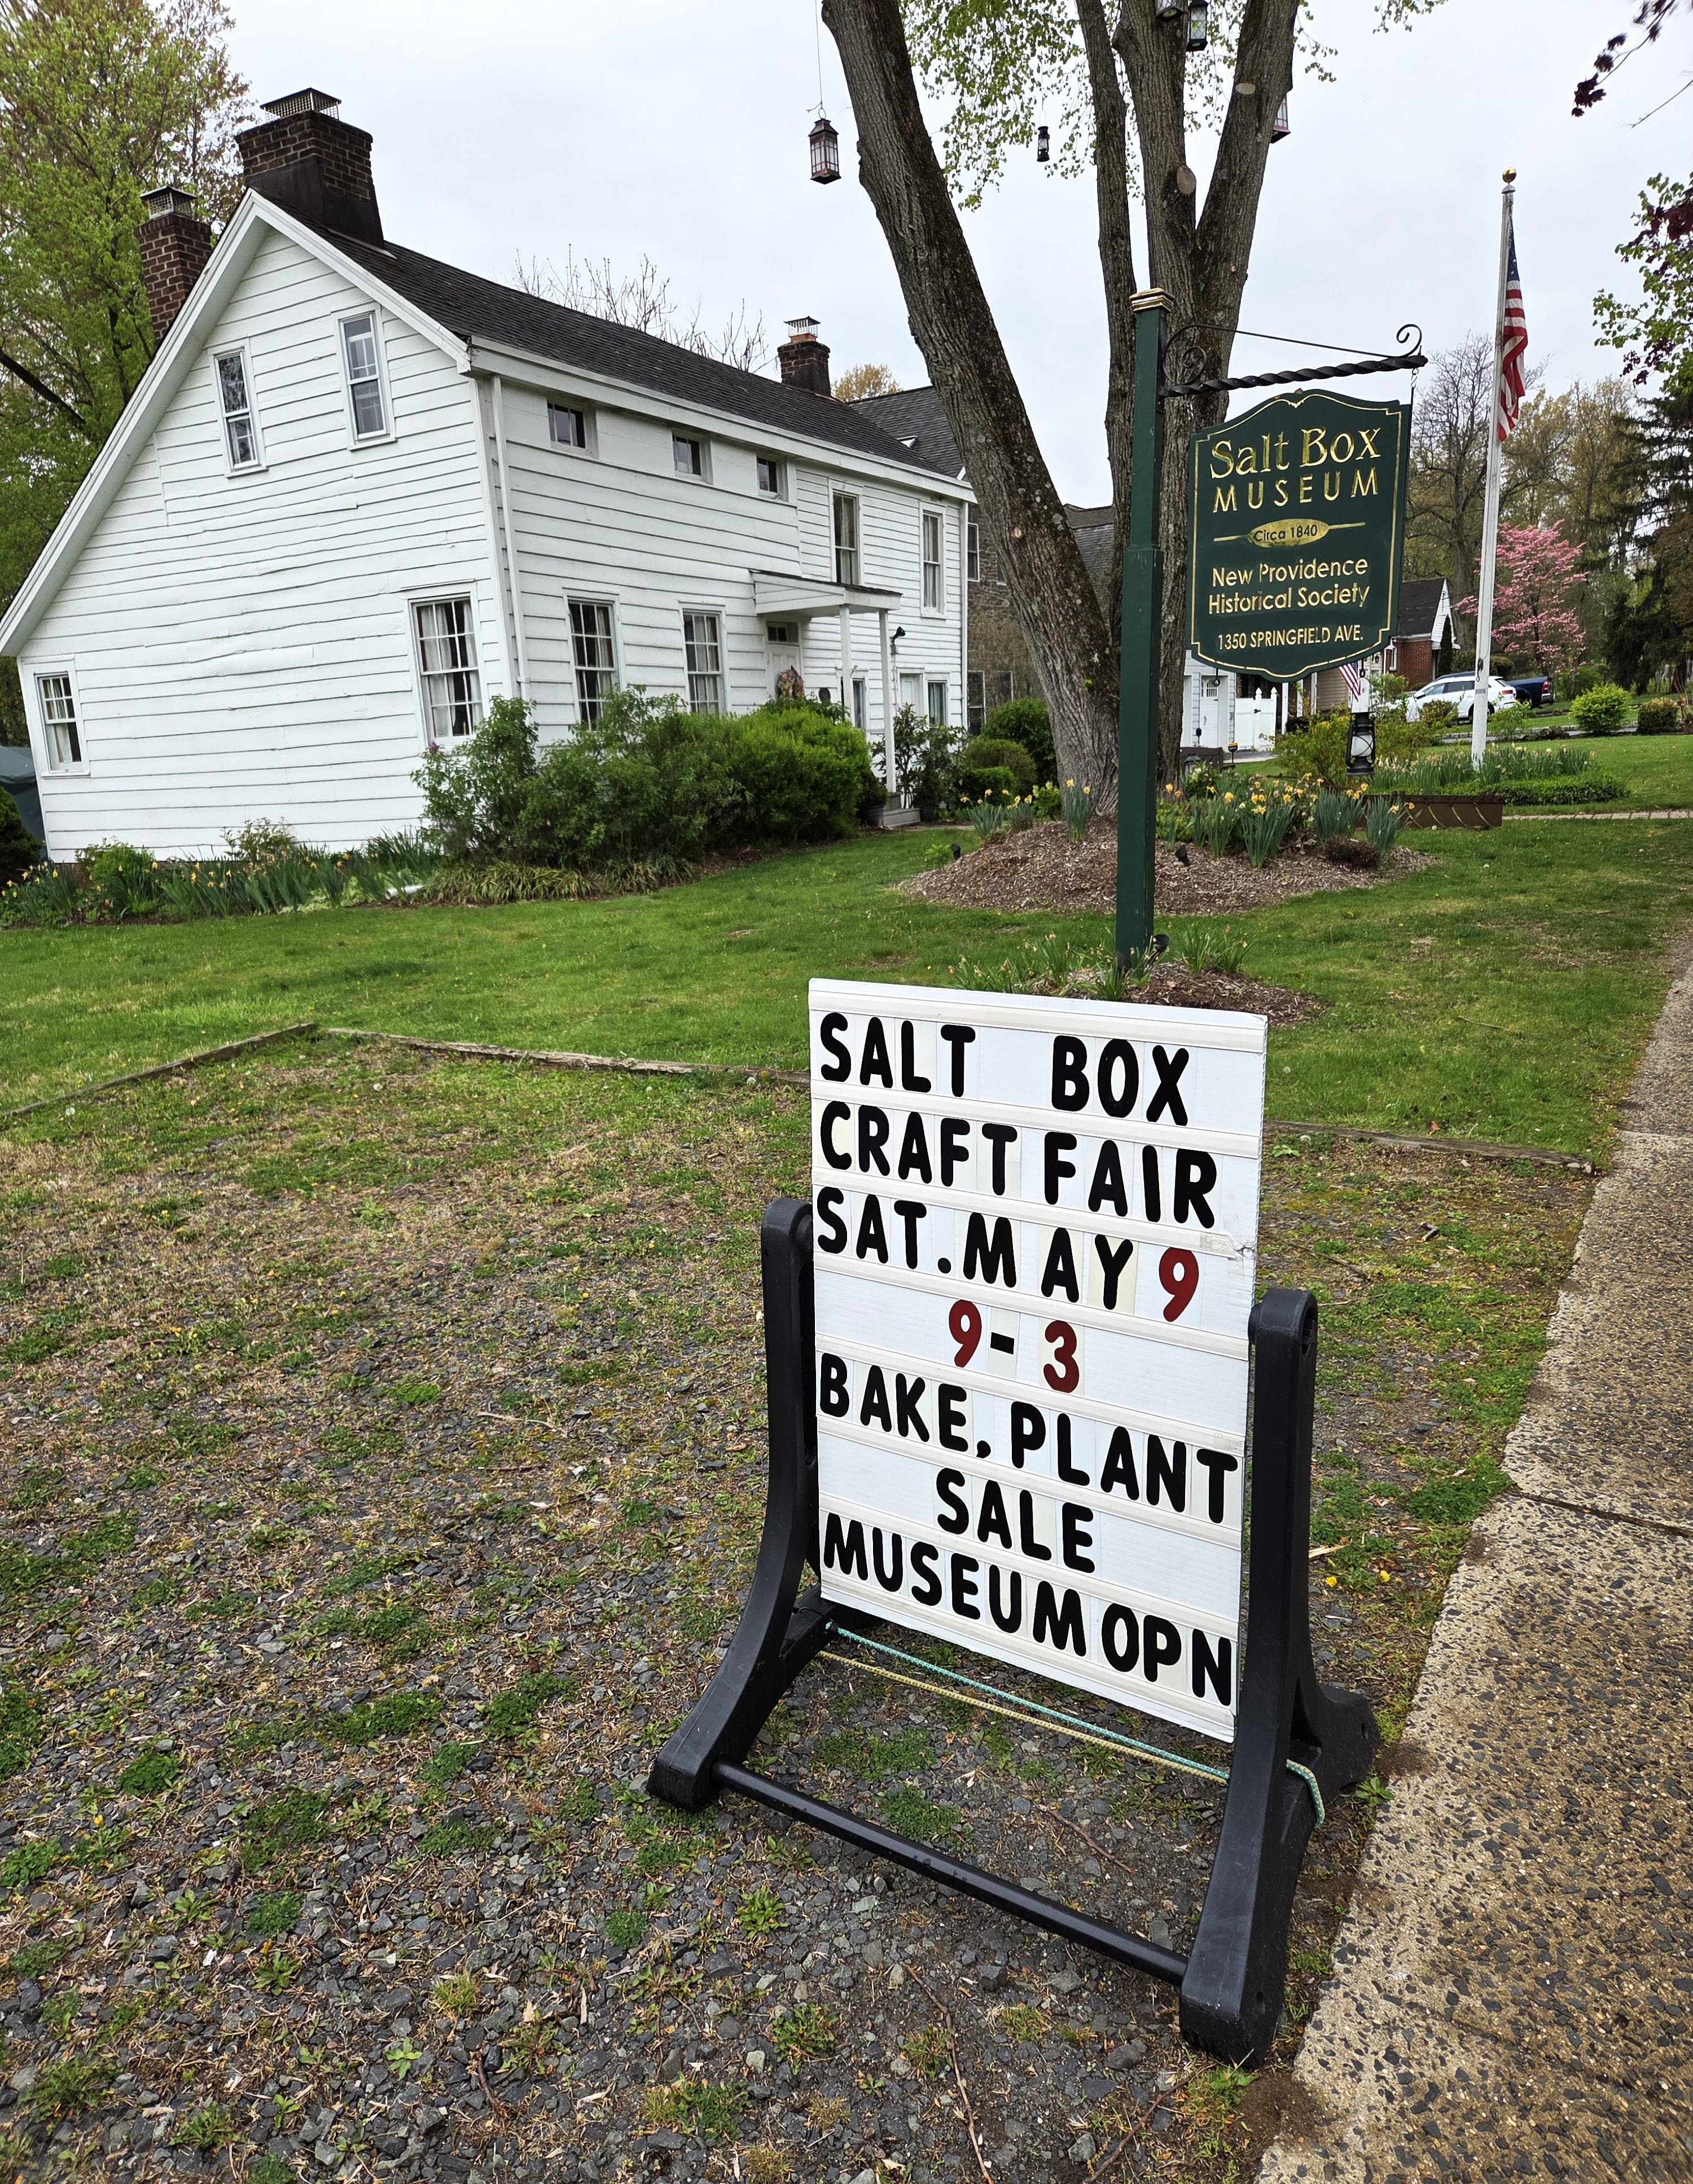 Salt Box
MUSEUM
Circa 1840
New Providence
Historical Society
1350 SPRINGFIELD AVE.
SALT BOX
CRAFT FAIR
SAT. MAY 9
9-3
BAKE, PLANT
SALE
MUSEUM OPN